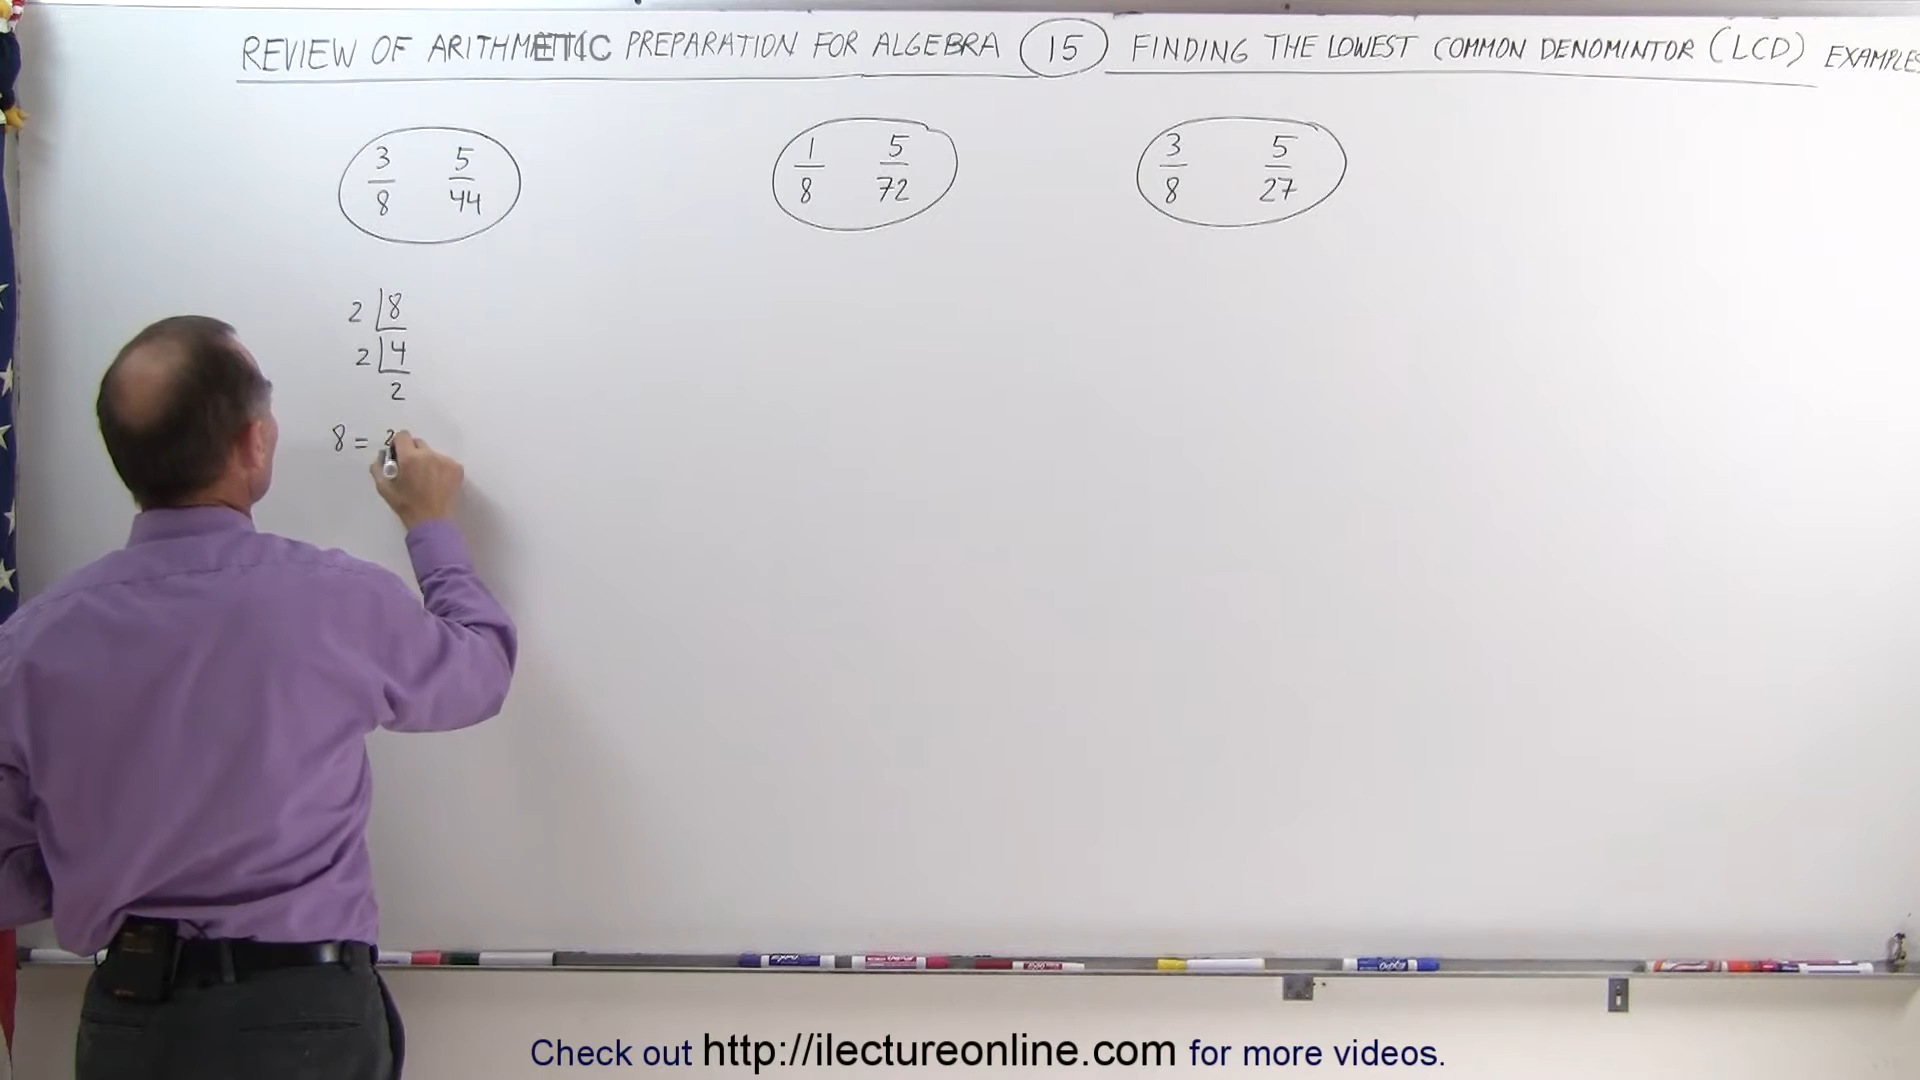 REVIEW OF ARITHMETIC PREPARATION FOR ALGEBRA 15 FINDING THE LOWEST COMMON DENOMINTOR (LCD) EXAMPLES
3/8 5/44
1/8 5/72
3/8 5/27
2 | 8
2 | 4
2
8 = 2
Check out http://ilectureonline.com for more videos.